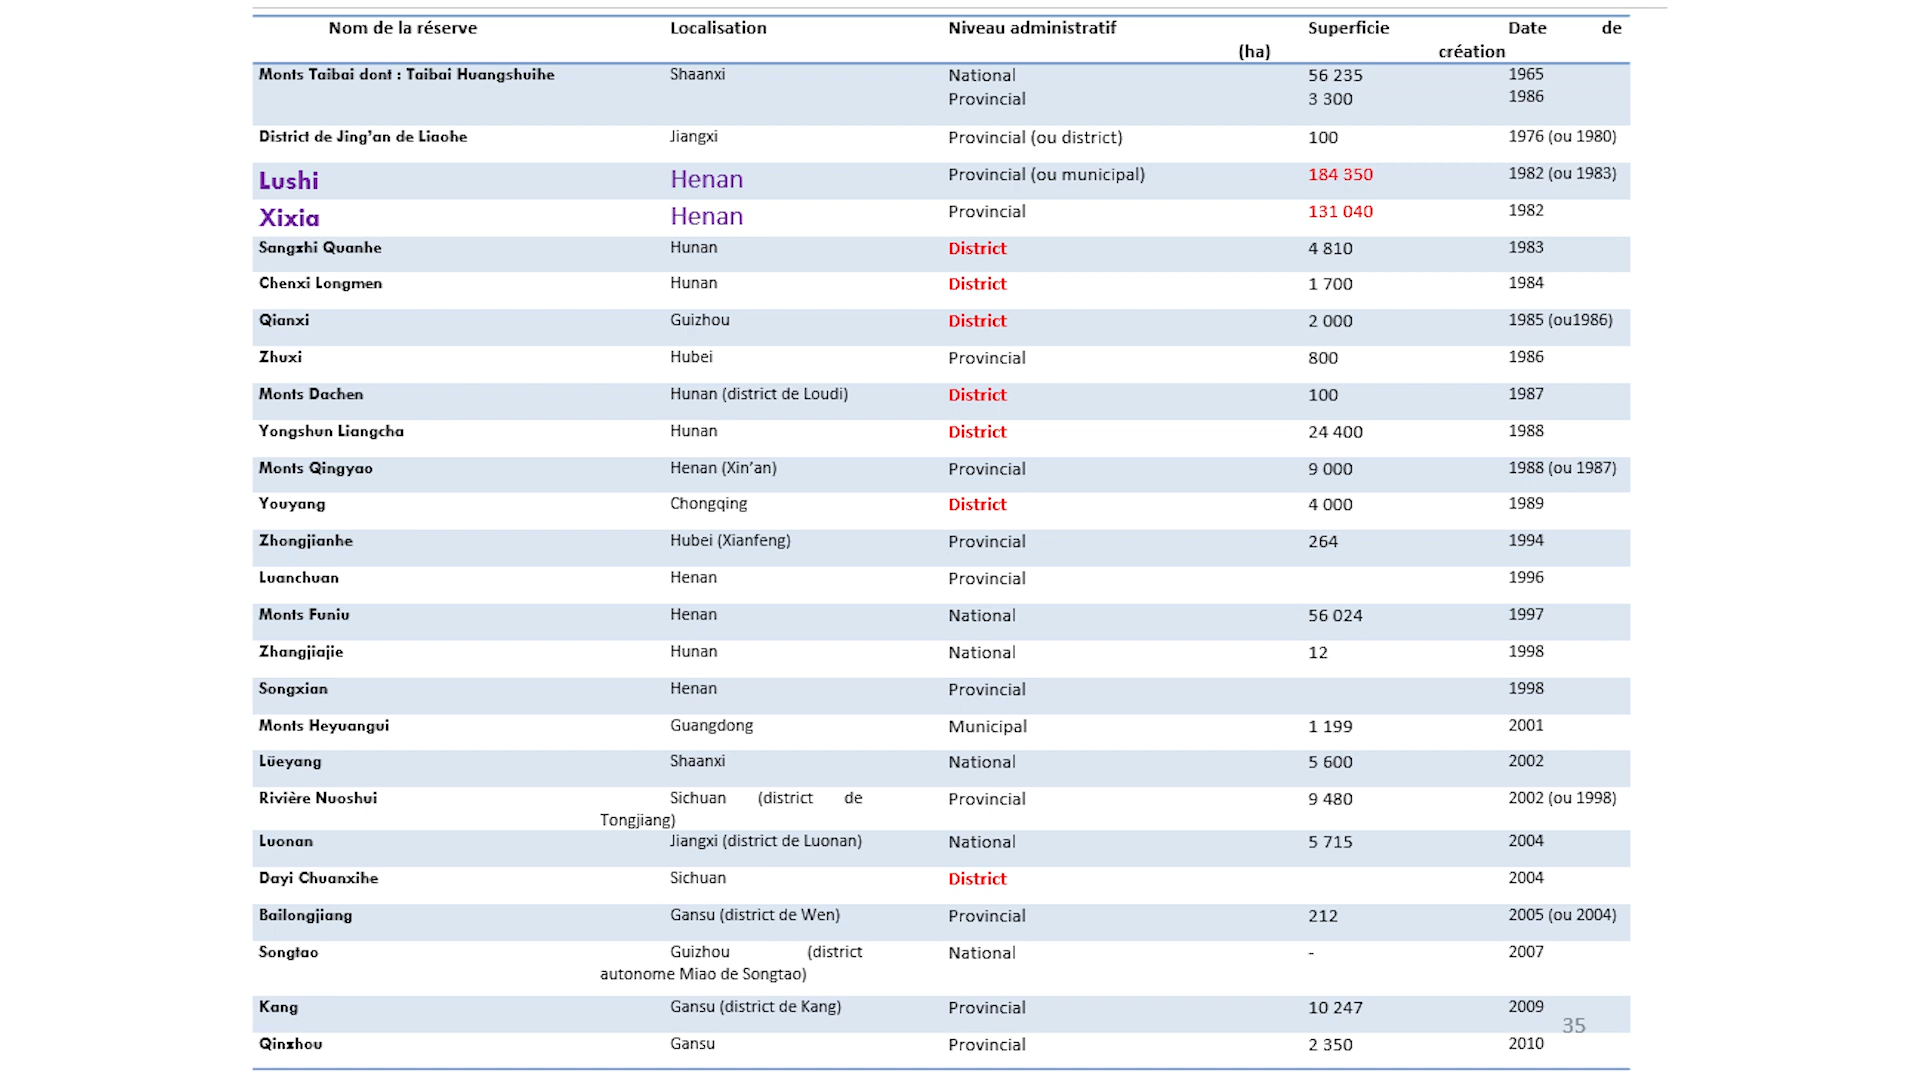 Nom de la réserve Localisation Niveau administratif Superficie Date de
(ha) création
Monts Taibai dont : Taibai Huangshuihe Shaanxi National 56 235 1965
Provincial 3 300 1986
District de Jing’an de Liaohe Jiangxi Provincial (ou district) 100 1976 (ou 1980)
Lushi Henan Provincial (ou municipal) 184 350 1982 (ou 1983)
Xixia Henan Provincial 131 040 1982
Sangzhi Quanhe Hunan District 4 810 1983
Chenxi Longmen Hunan District 1 700 1984
Qianxi Guizhou District 2 000 1985 (ou1986)
Zhuxi Hubei Provincial 800 1986
Monts Dachen Hunan (district de Loudi) District 100 1987
Yongshun Liangcha Hunan District 24 400 1988
Monts Qingyao Henan (Xin’an) Provincial 9 000 1988 (ou 1987)
Youyang Chongqing District 4 000 1989
Zhongjianhe Hubei (Xianfeng) Provincial 264 1994
Luanchuan Henan Provincial 1996
Monts Funiu Henan National 56 024 1997
Zhangjiajie Hunan National 12 1998
Songxian Henan Provincial 1998
Monts Heyuangui Guangdong Municipal 1 199 2001
Lüeyang Shaanxi National 5 600 2002
Rivière Nuoshui Sichuan (district de Provincial 9 480 2002 (ou 1998)
Tongjiang)
Luonan Jiangxi (district de Luonan) National 5 715 2004
Dayi Chuanxihe Sichuan District 2004
Bailongjiang Gansu (district de Wen) Provincial 212 2005 (ou 2004)
Songtao Guizhou (district National - 2007
autonome Miao de Songtao)
Kang Gansu (district de Kang) Provincial 10 247 2009
35
Qinzhou Gansu Provincial 2 350 2010